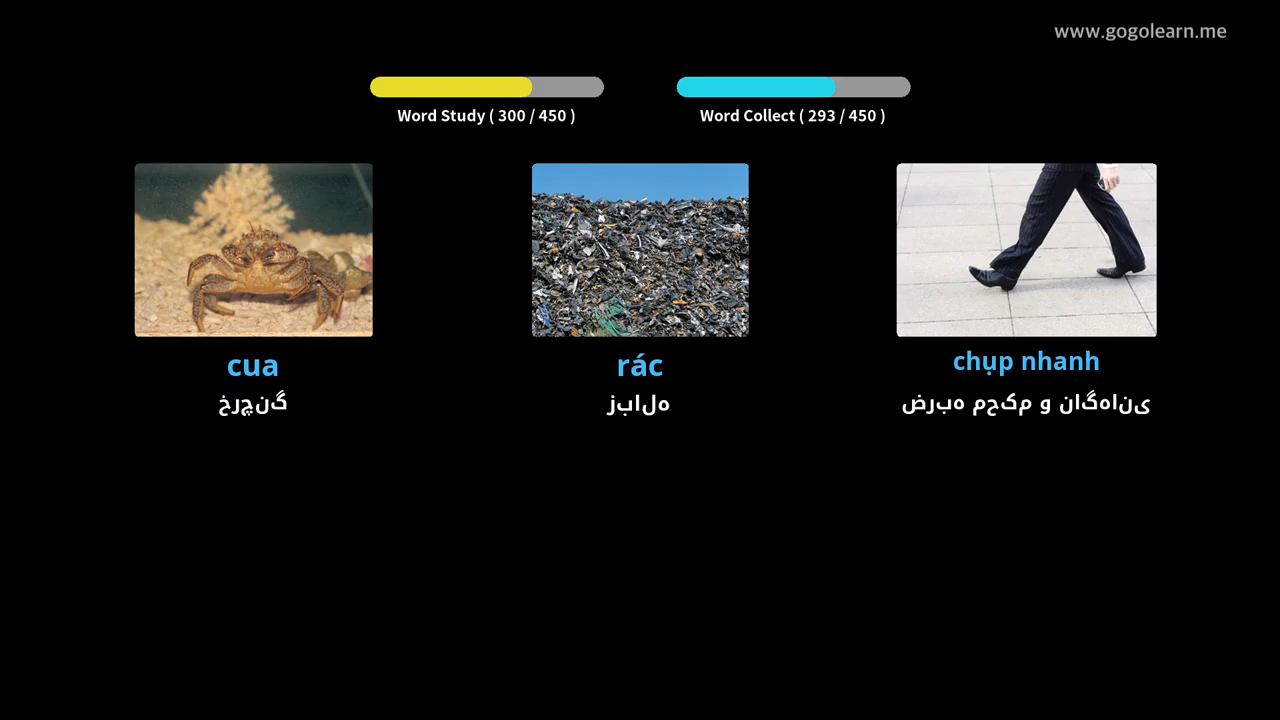 www.gogolearn.me
Word Study ( 300 / 450 )
Word Collect ( 293 / 450 )
cua
خرچنگ
rác
زباله
chụp nhanh
ضربه محکم و ناگهانی